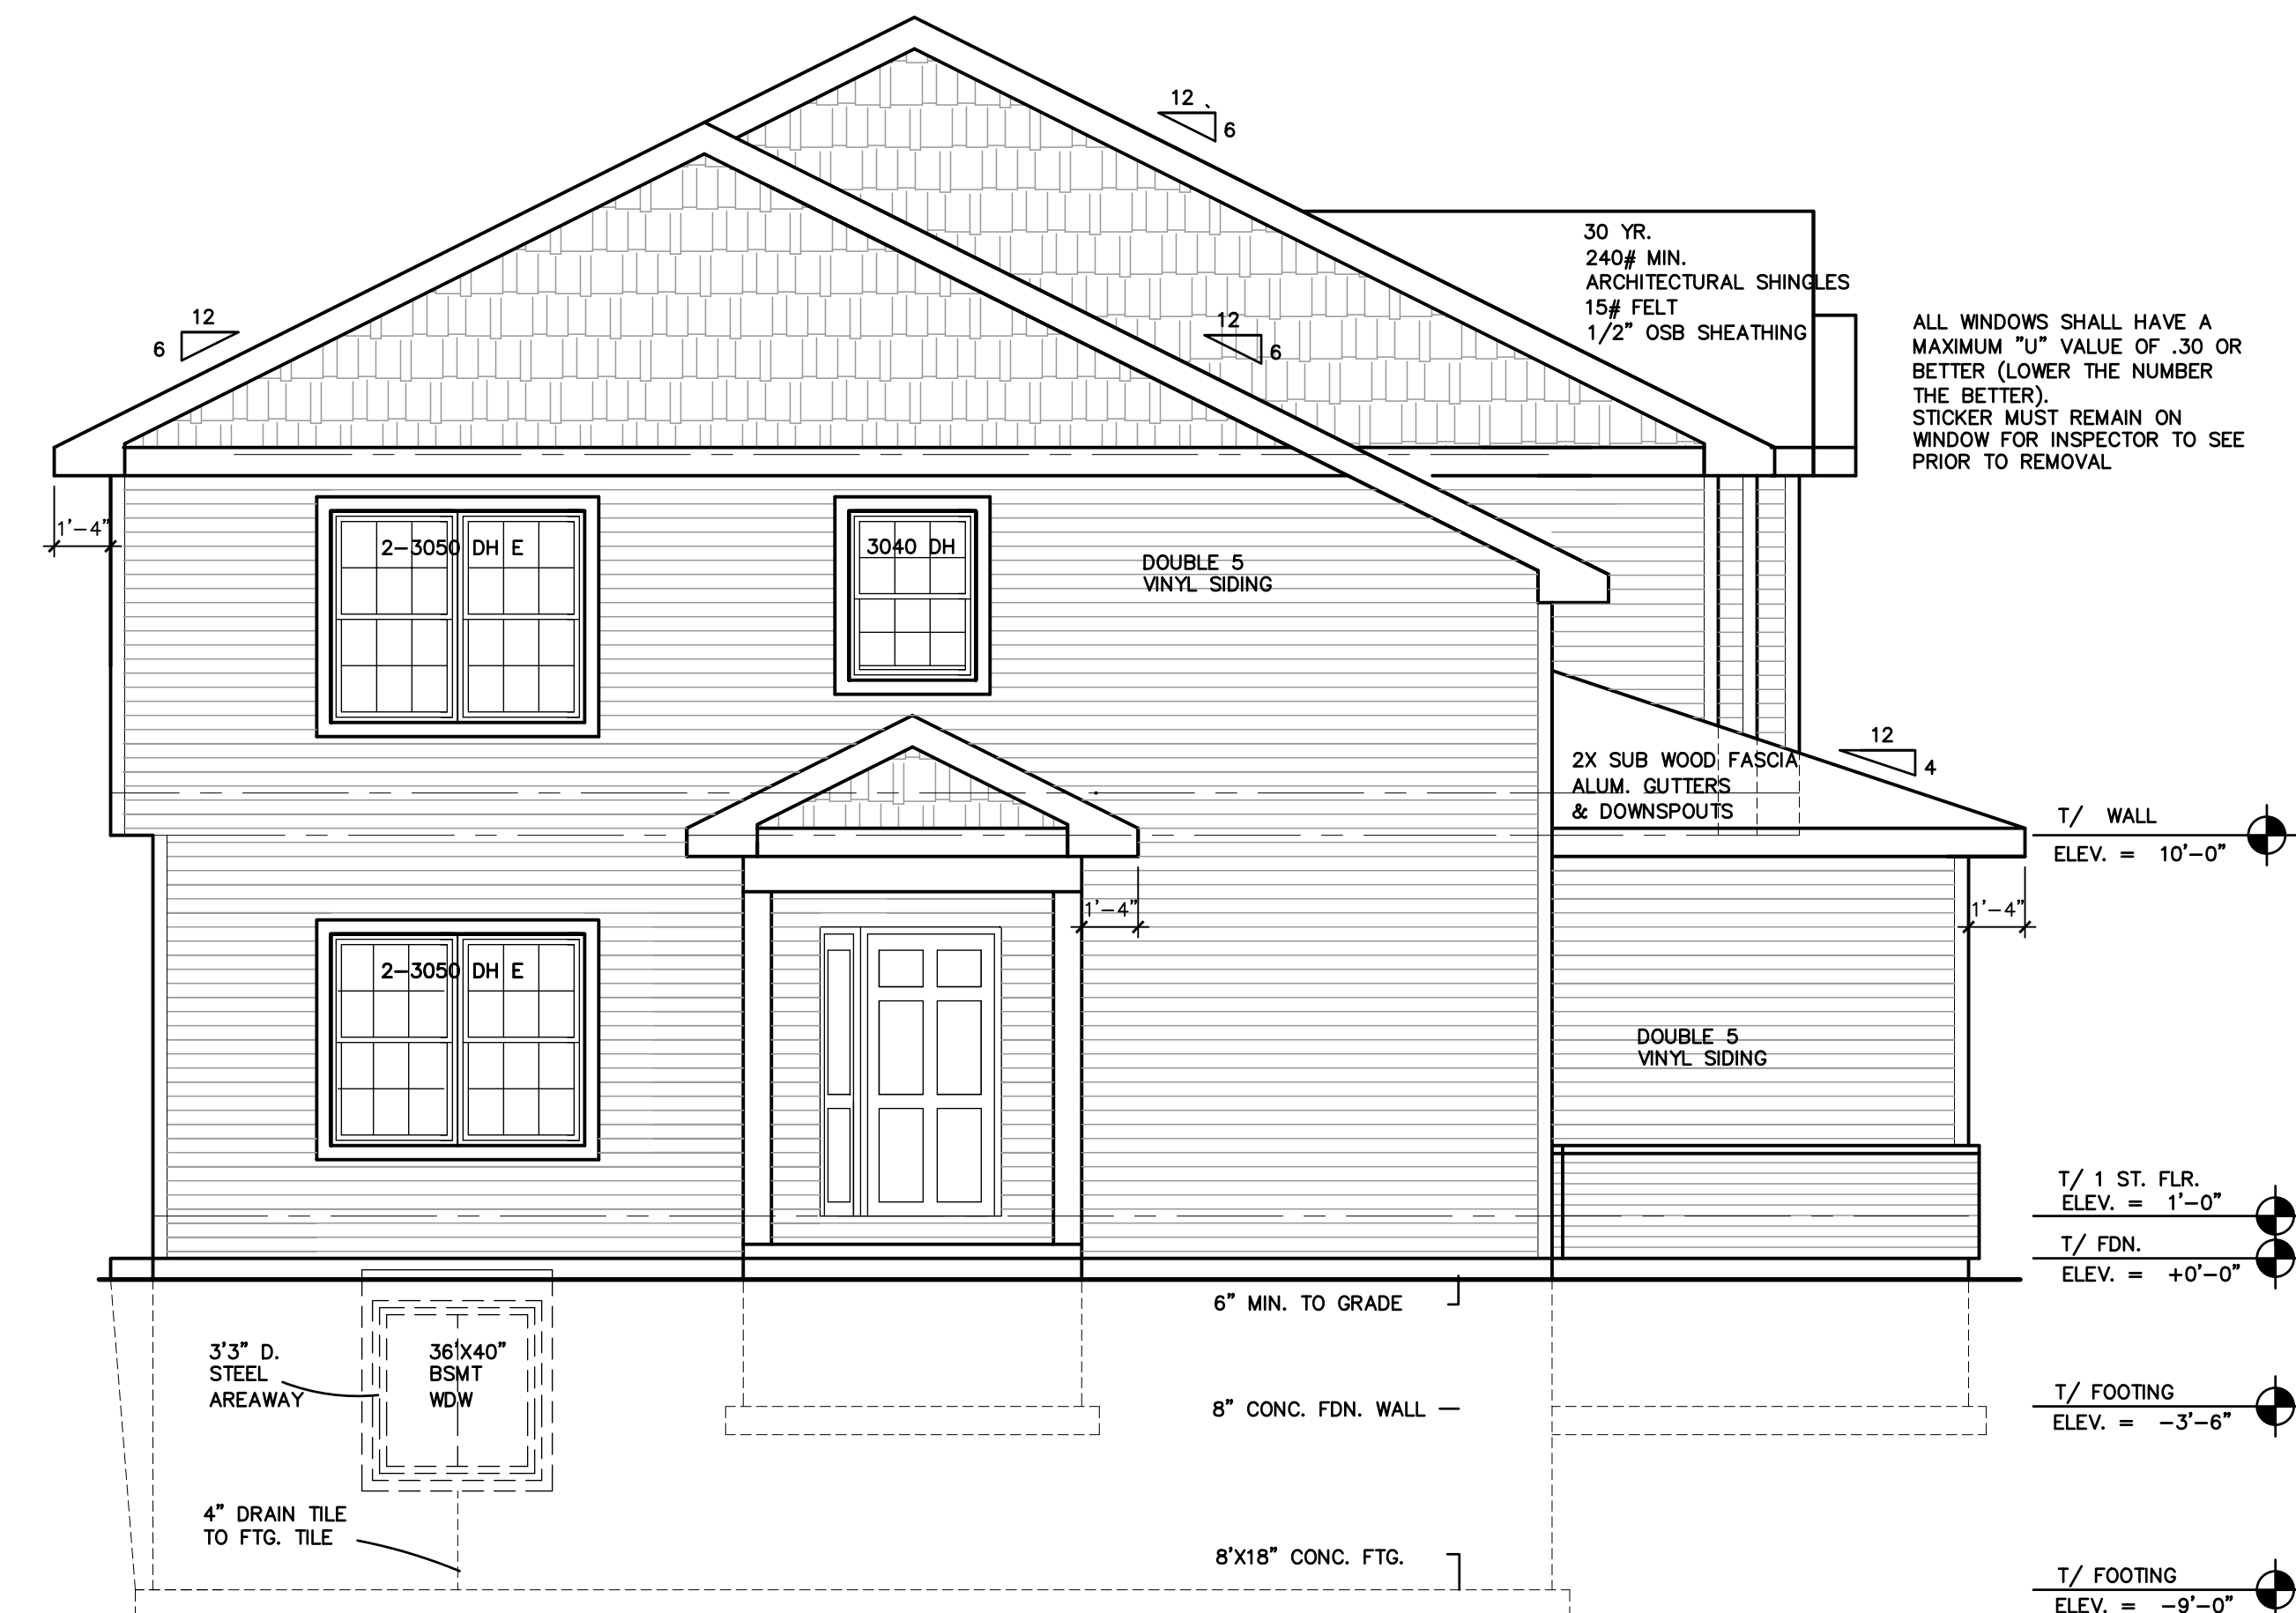 12
6
30 YR.
240# MIN.
ARCHITECTURAL SHINGLES
15# FELT
1/2" OSB SHEATHING
12
6
12
6
ALL WINDOWS SHALL HAVE A
MAXIMUM "U" VALUE OF .30 OR
BETTER (LOWER THE NUMBER
THE BETTER).
STICKER MUST REMAIN ON
WINDOW FOR INSPECTOR TO SEE
PRIOR TO REMOVAL
1'-4"
2-3050 DH E
3040 DH
DOUBLE 5
VINYL SIDING
12
4
2X SUB WOOD FASCIA
ALUM. GUTTERS
& DOWNSPOUTS
T/ WALL
ELEV. = 10'-0"
1'-4"
1'-4"
2-3050 DH E
DOUBLE 5
VINYL SIDING
T/ 1 ST. FLR.
ELEV. = 1'-0"
T/ FDN.
ELEV. = +0'-0"
6" MIN. TO GRADE
3'3" D.
STEEL
AREAWAY
36'X40"
BSMT
WDW
8" CONC. FDN. WALL
T/ FOOTING
ELEV. = -3'-6"
4" DRAIN TILE
TO FTG. TILE
8'X18" CONC. FTG.
T/ FOOTING
ELEV. = -9'-0"